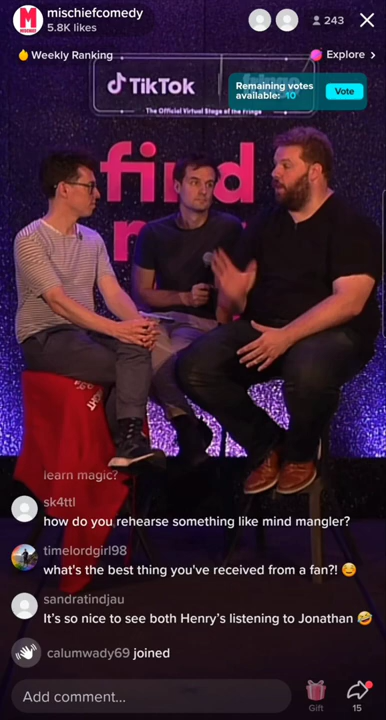 M
MISCHIEF
mischiefcomedy
5.8K likes
243
Weekly Ranking
Explore
TikTok
fringe
Remaining votes
available: 10
Vote
The Official Virtual Stage of the Fringe
find
learn magic?
sk4ttl
how do you rehearse something like mind mangler?
timelordgirl98
what's the best thing you've received from a fan?! ☺️
sandratindjau
It's so nice to see both Henry's listening to Jonathan 🤣
calumwady69 joined
Add comment...
Gift
15